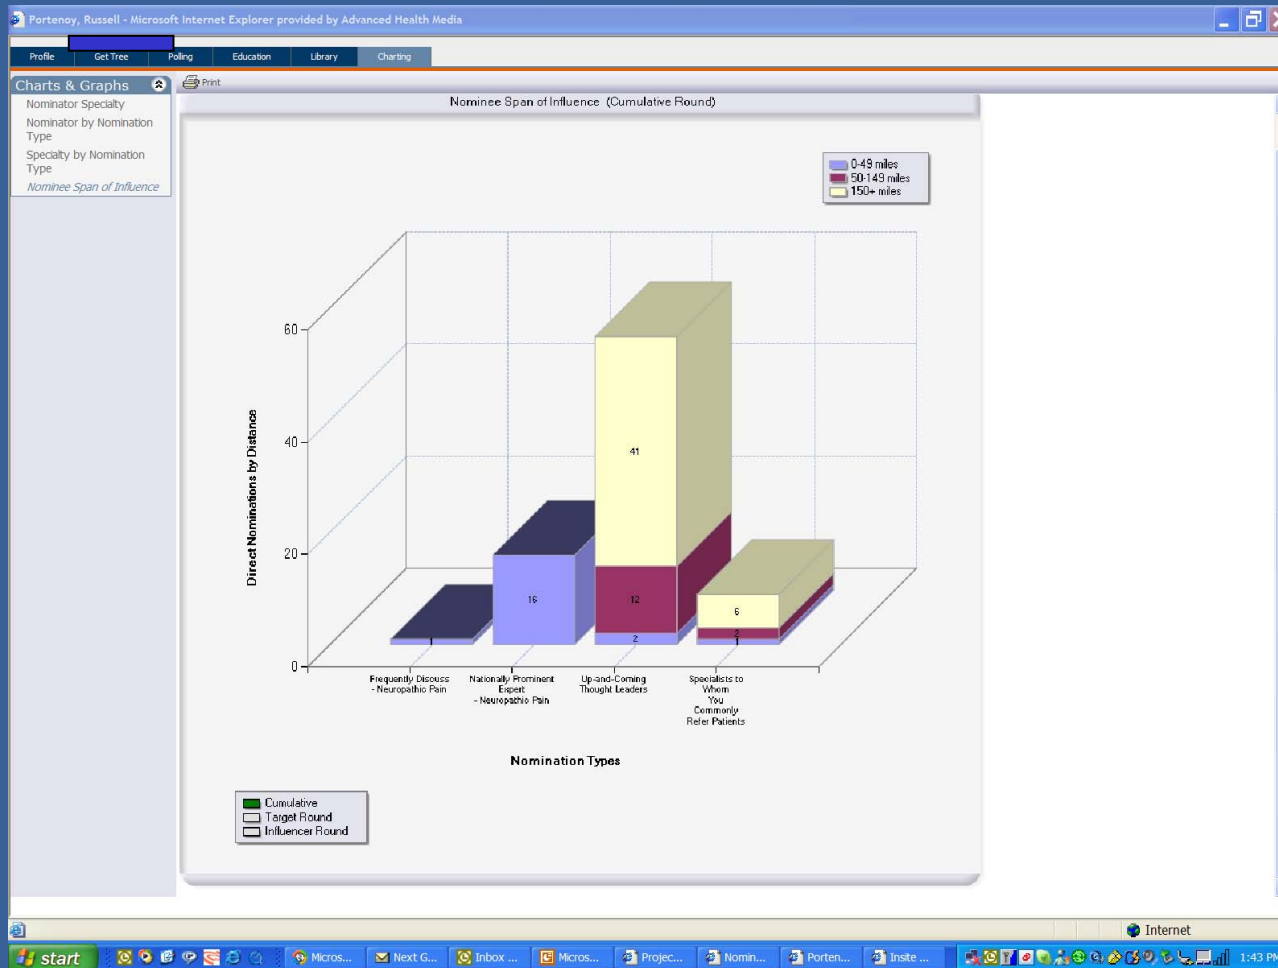 Portenoy, Russell - Microsoft Internet Explorer provided by Advanced Health Media
Profile
Get Tree
Polling
Education
Library
Charting
Charts & Graphs
Print
Nominator Specialty
Nominator by Nomination
Type
Specialty by Nomination
Type
Nominee Span of Influence
Nominee Span of Influence (Cumulative Round)
0-49 miles
50-149 miles
150+ miles
Direct Nominations by Distance
60
40
20
0
1
16
41
12
2
6
2
1
Frequently Discuss
- Neuropathic Pain
Nationally Prominent
Expert
- Neuropathic Pain
Up-and-Coming
Thought Leaders
Specialists to
Whom
You
Commonly
Refer Patients
Nomination Types
Cumulative
Target Round
Influencer Round
Internet
start
Micros...
Next G...
Inbox ...
Micros...
Projec...
Nomin...
Porten...
Insite ...
1:43 PM